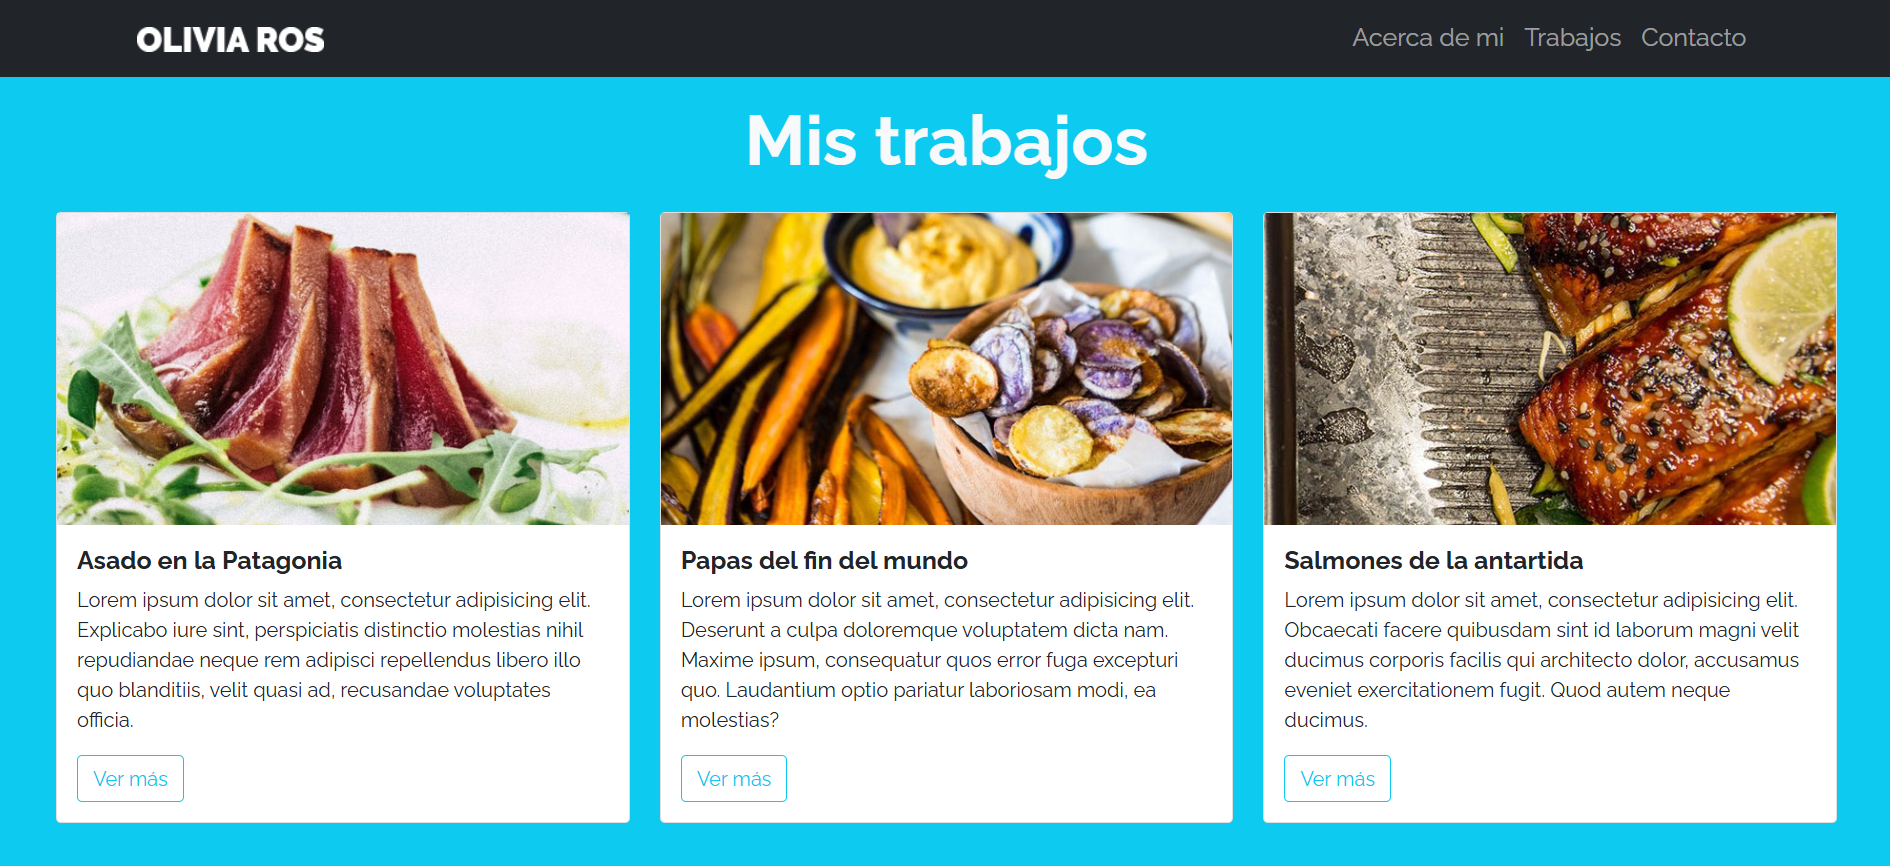 OLIVIA ROS
Acerca de mi Trabajos Contacto
Mis trabajos
Asado en la Patagonia
Lorem ipsum dolor sit amet, consectetur adipisicing elit.
Explicabo iure sint, perspiciatis distinctio molestias nihil
repudiandae neque rem adipisci repellendus libero illo
quo blanditiis, velit quasi ad, recusandae voluptates
officia.
Ver más
Papas del fin del mundo
Lorem ipsum dolor sit amet, consectetur adipisicing elit.
Deserunt a culpa doloremque voluptatem dicta nam.
Maxime ipsum, consequatur quos error fuga excepturi
quo. Laudantium optio pariatur laboriosam modi, ea
molestias?
Ver más
Salmones de la antartida
Lorem ipsum dolor sit amet, consectetur adipisicing elit.
Obcaecati facere quibusdam sint id laborum magni velit
ducimus corporis facilis qui architecto dolor, accusamus
eveniet exercitationem fugit. Quod autem neque
ducimus.
Ver más